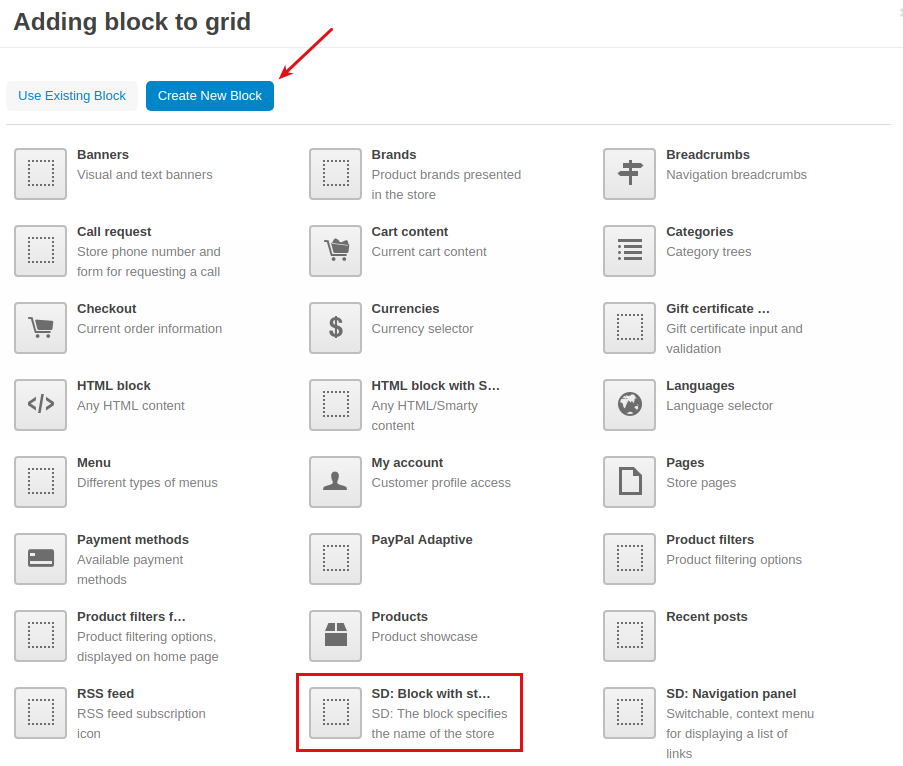 Adding block to grid
Use Existing Block
Create New Block
Banners
Visual and text banners
Brands
Product brands presented
in the store
Breadcrumbs
Navigation breadcrumbs
Call request
Store phone number and
form for requesting a call
Cart content
Current cart content
Categories
Category trees
Checkout
Current order information
Currencies
Currency selector
Gift certificate ...
Gift certificate input and
validation
HTML block
Any HTML content
HTML block with S...
Any HTML/Smarty
content
Languages
Language selector
Menu
Different types of menus
My account
Customer profile access
Pages
Store pages
Payment methods
Available payment
methods
PayPal Adaptive
Product filters
Product filtering options
Product filters f...
Product filtering options,
displayed on home page
Products
Product showcase
Recent posts
RSS feed
RSS feed subscription
icon
SD: Block with st...
SD: The block specifies
the name of the store
SD: Navigation panel
Switchable, context menu
for displaying a list of
links